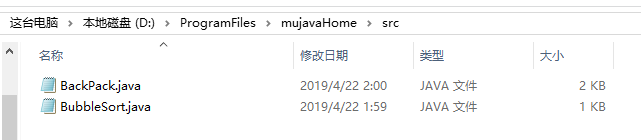 这台电脑 > 本地磁盘 (D:) > ProgramFiles > mujavaHome > src
名称 修改日期 类型 大小
BackPack.java 2019/4/22 2:00 JAVA 文件 2 KB
BubbleSort.java 2019/4/22 1:59 JAVA 文件 1 KB